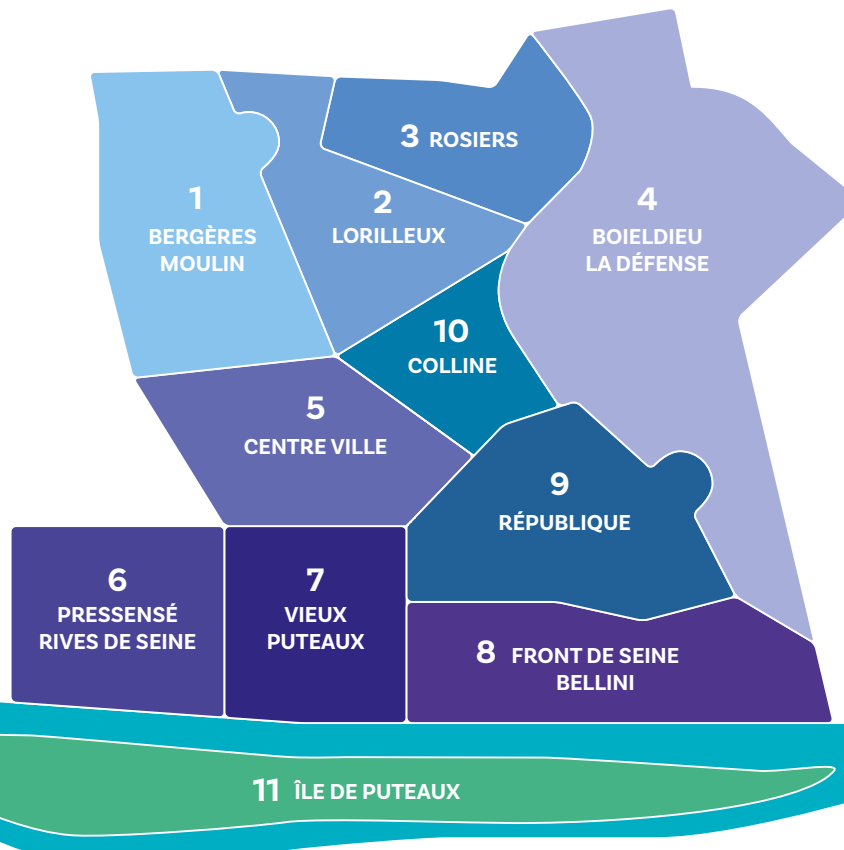 3 ROSIERS
1
BERGÈRES
MOULIN
2
LORILLEUX
4
BOIELDIEU
LA DÉFENSE
10
COLLINE
5
CENTRE VILLE
9
RÉPUBLIQUE
6
PRESSENSÉ
RIVES DE SEINE
7
VIEUX
PUTEAUX
8 FRONT DE SEINE
BELLINI
11 ÎLE DE PUTEAUX